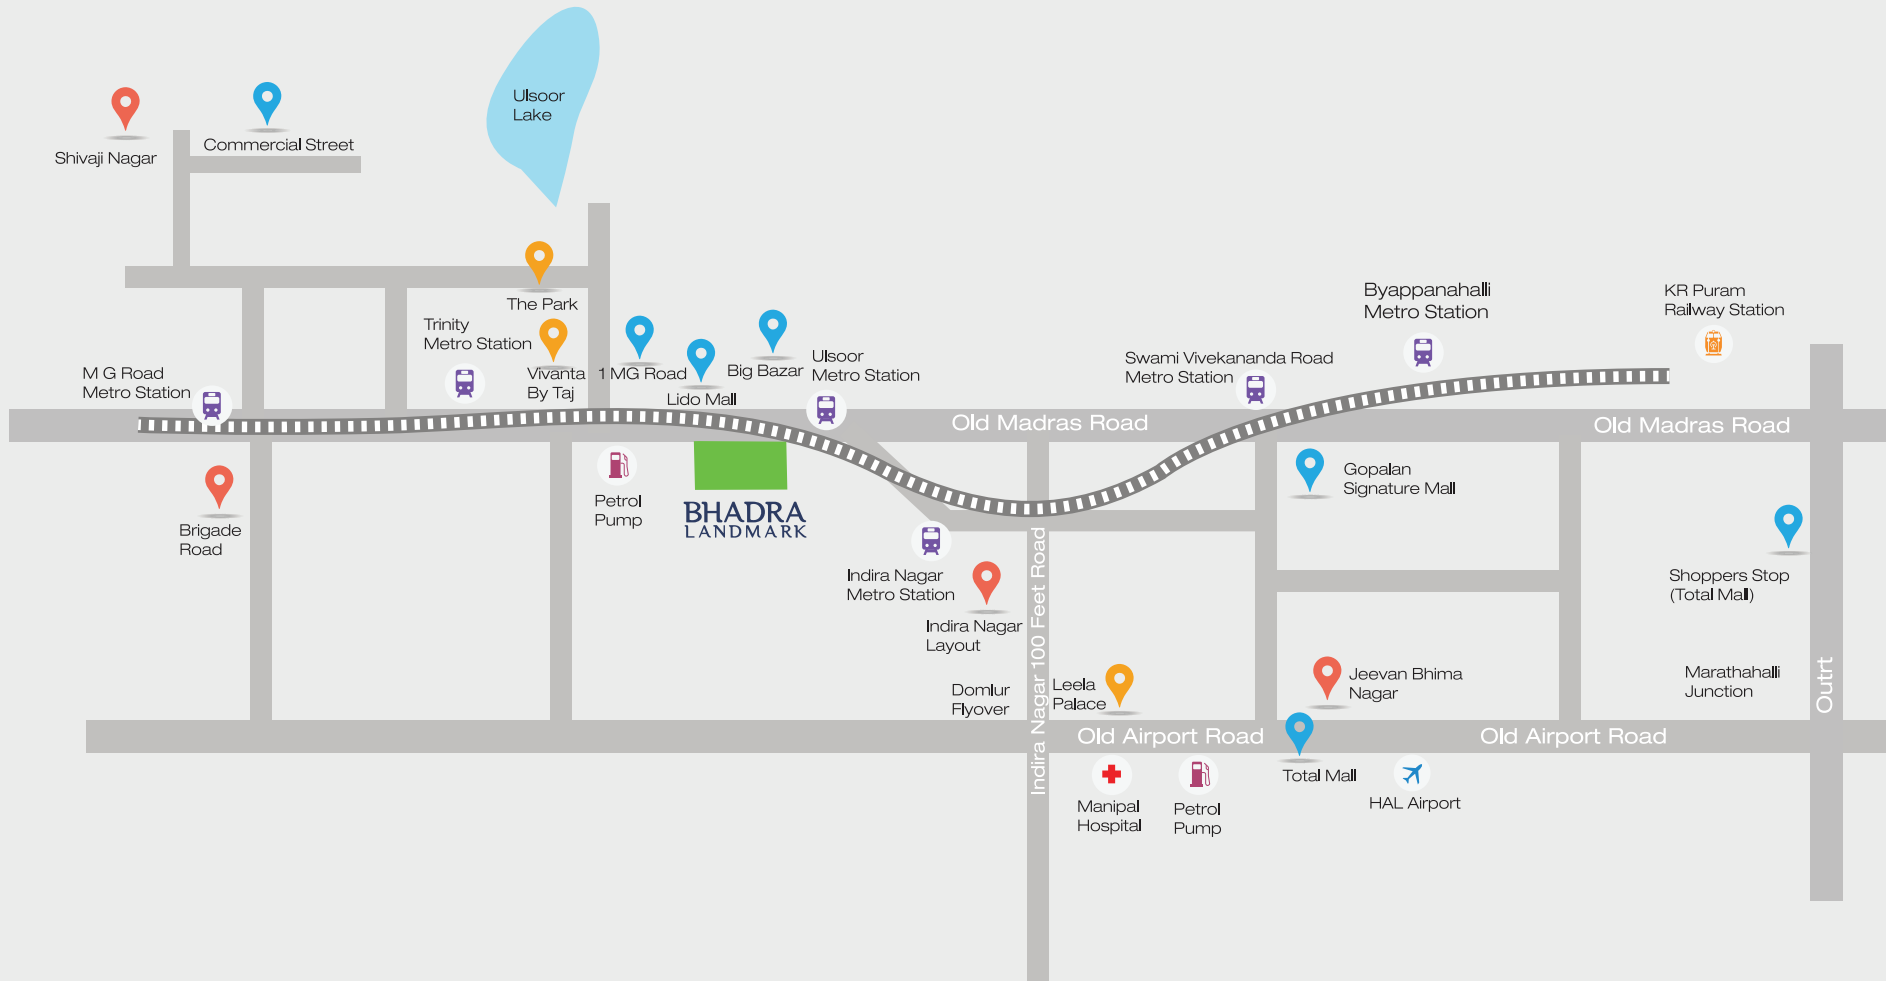 Ulsoor
Lake
Shivaji Nagar
Commercial Street
The Park
Trinity
Metro Station
M G Road
Metro Station
Vivanta
By Taj
1 MG Road
Lido Mall
Big Bazar
Ulsoor
Metro Station
Swami Vivekananda Road
Metro Station
Byappanahalli
Metro Station
KR Puram
Railway Station
Old Madras Road
Old Madras Road
Brigade
Road
Petrol
Pump
BHADRA
LANDMARK
Gopalan
Signature Mall
Indira Nagar
Metro Station
Indira Nagar
Layout
Indira Nagar 100 Feet Road
Shoppers Stop
(Total Mall)
Domlur
Flyover
Leela
Palace
Jeevan Bhima
Nagar
Marathahalli
Junction
Outrt
Old Airport Road
Old Airport Road
Manipal
Hospital
Petrol
Pump
Total Mall
HAL Airport